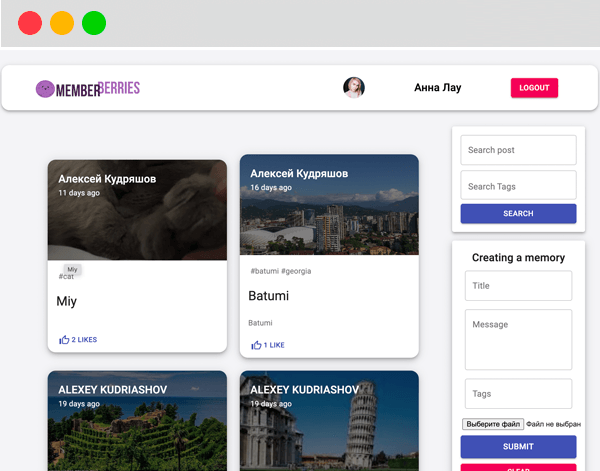 MEMBERBERRIES
Анна Лау
LOGOUT
Алексей Кудряшов
11 days ago
Miy
#cat
Miy
2 LIKES
Алексей Кудряшов
16 days ago
#batumi #georgia
Batumi
Batumi
1 LIKE
ALEXEY KUDRIASHOV
19 days ago
ALEXEY KUDRIASHOV
19 days ago
Search post
Search Tags
SEARCH
Creating a memory
Title
Message
Tags
Выберите файл Файл не выбран
SUBMIT
CLEAR